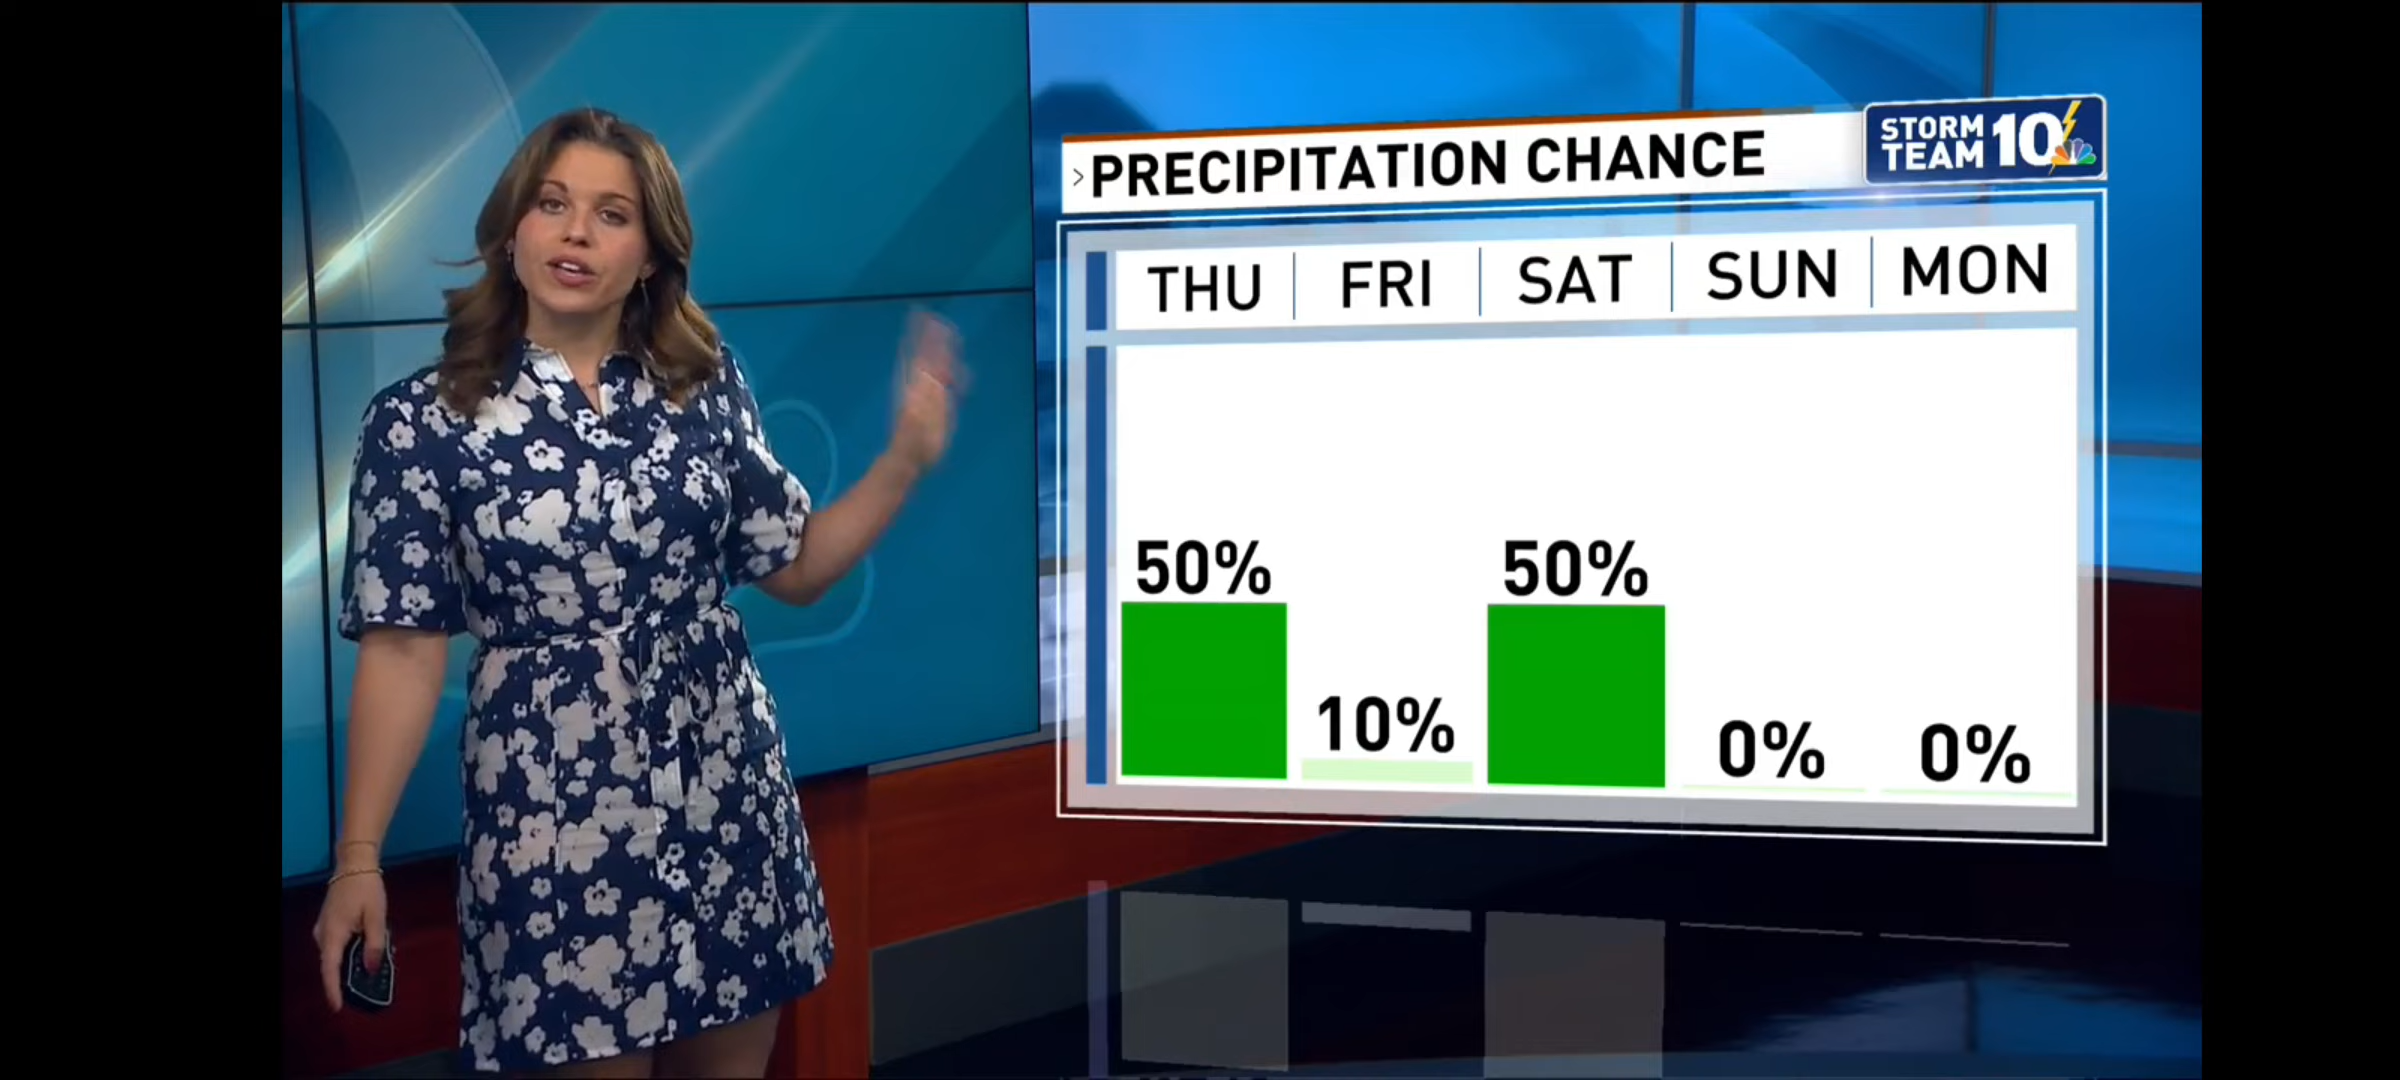 >PRECIPITATION CHANCE
STORM
TEAM 10
THU FRI SAT SUN MON
50% 10% 50% 0% 0%